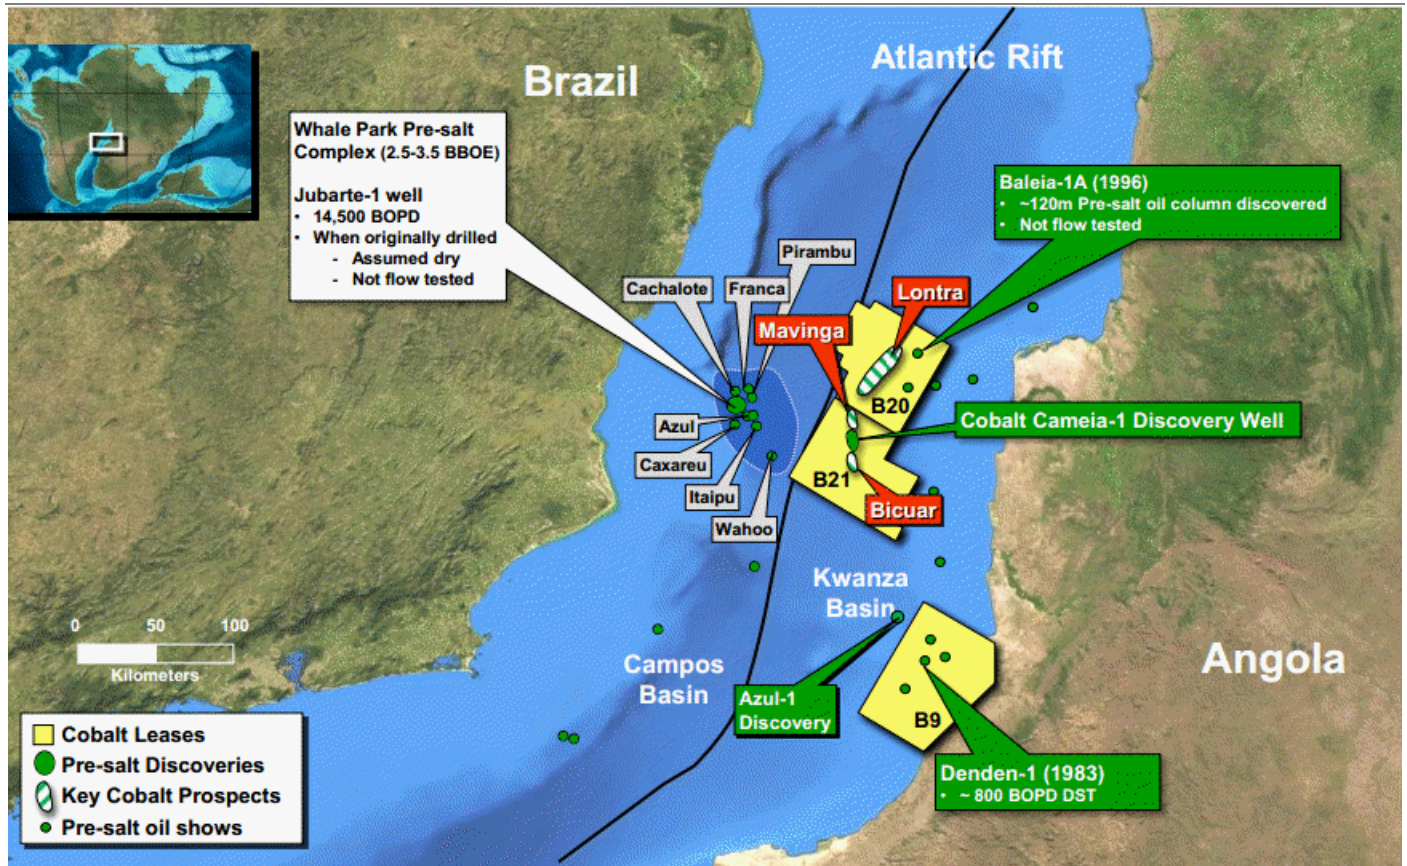 Atlantic Rift
Brazil
Whale Park Pre-salt
Complex (2.5-3.5 BBOE)
Jubarte-1 well
• 14,500 BOPD
• When originally drilled
- Assumed dry
- Not flow tested
Baleia-1A (1996)
• ~120m Pre-salt oil column discovered
• Not flow tested
Pirambu
Cachalote
Franca
Lontra
Mavinga
B20
Azul
Cobalt Cameia-1 Discovery Well
Caxareu
B21
Itaipu
Bicuar
Wahoo
Kwanza
Basin
0 50 100
Kilometers
Campos
Basin
Angola
Azul-1
Discovery
B9
Cobalt Leases
Pre-salt Discoveries
Key Cobalt Prospects
Pre-salt oil shows
Denden-1 (1983)
• ~ 800 BOPD DST